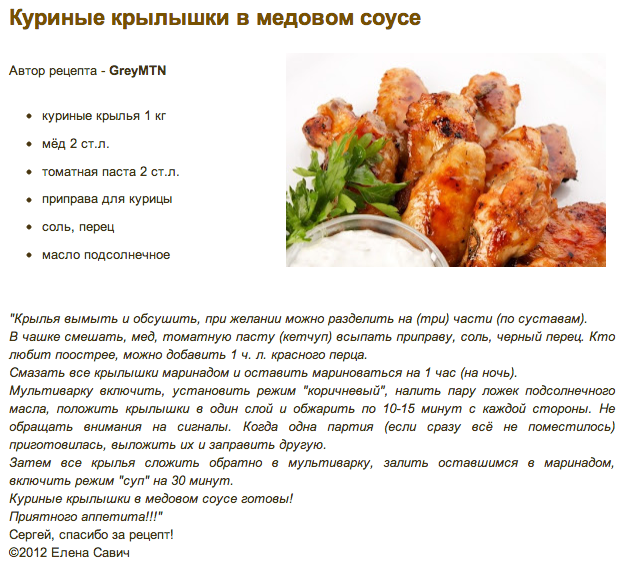 Куриные крылышки в медовом соусе
Автор рецепта - GreyMTN
куриные крылья 1 кг
мёд 2 ст.л.
томатная паста 2 ст.л.
приправа для курицы
соль, перец
масло подсолнечное
"Крылья вымыть и обсушить, при желании можно разделить на (три) части (по суставам).
В чашке смешать, мед, томатную пасту (кетчуп) всыпать приправу, соль, черный перец. Кто
любит поострее, можно добавить 1 ч. л. красного перца.
Смазать все крылышки маринадом и оставить мариноваться на 1 час (на ночь).
Мультиварку включить, установить режим "коричневый", налить пару ложек подсолнечного
масла, положить крылышки в один слой и обжарить по 10-15 минут с каждой стороны. Не
обращать внимания на сигналы. Когда одна партия (если сразу всё не поместилось)
приготовилась, выложить их и заправить другую.
Затем все крылья сложить обратно в мультиварку, залить оставшимся в маринадом,
включить режим "суп" на 30 минут.
Куриные крылышки в медовом соусе готовы!
Приятного аппетита!!!"
Сергей, спасибо за рецепт!
©2012 Елена Савич